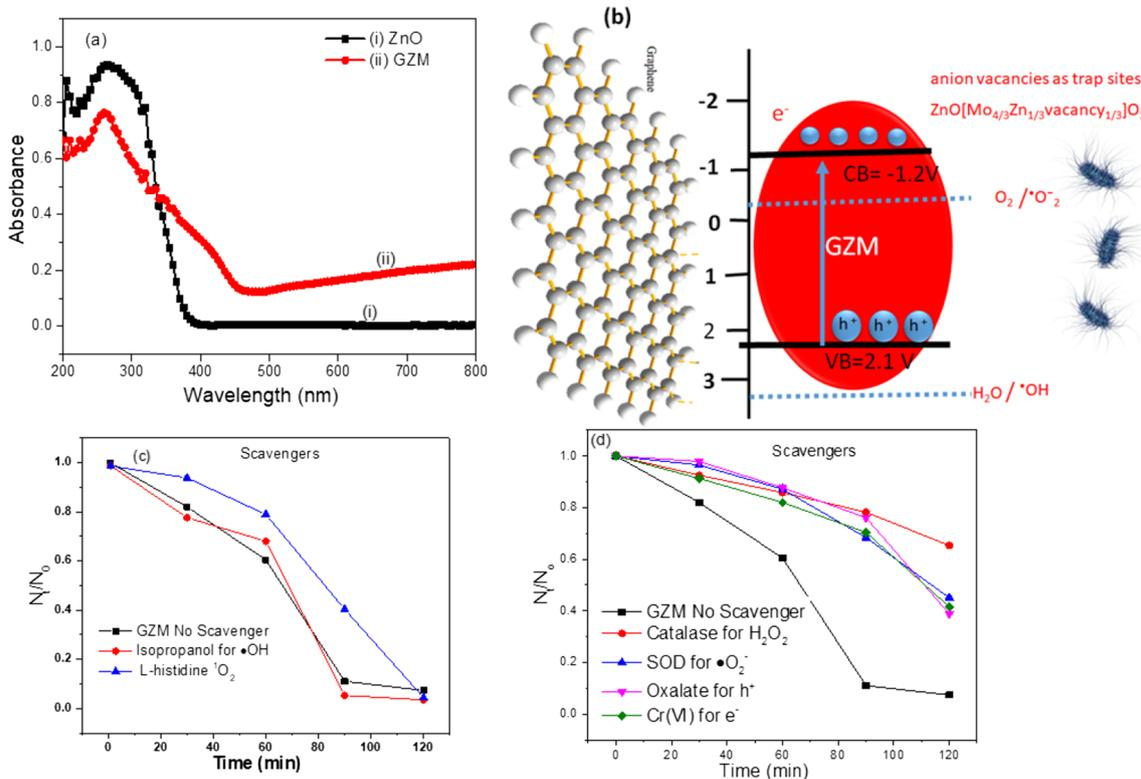 (a)
(i) ZnO
(ii) GZM
Absorbance
1.0
0.8
0.6
0.4
0.2
0.0
(ii)
(i)
200 300 400 500 600 700 800
Wavelength (nm)
(b)
Graphene
-2
-1
0
1
2
3
e⁻
CB= -1.2V
GZM
h⁺ h⁺ h⁺
VB=2.1 V
anion vacancies as trap sites
ZnO[Mo₄/₃Zn₁/₃vacancy₁/₃]O
O₂ /•O⁻₂
H₂O / •OH
(c)
Scavengers
Nₜ/N₀
1.0
0.8
0.6
0.4
0.2
0.0
GZM No Scavenger
Isopropanol for ●OH
L-histidine ¹O₂
0 20 40 60 80 100 120
Time (min)
(d)
Scavengers
Nₜ/Nₒ
1.0
0.8
0.6
0.4
0.2
0.0
GZM No Scavenger
Catalase for H₂O₂
SOD for ●O₂⁻
Oxalate for h⁺
Cr(VI) for e⁻
0 20 40 60 80 100 120
Time (min)